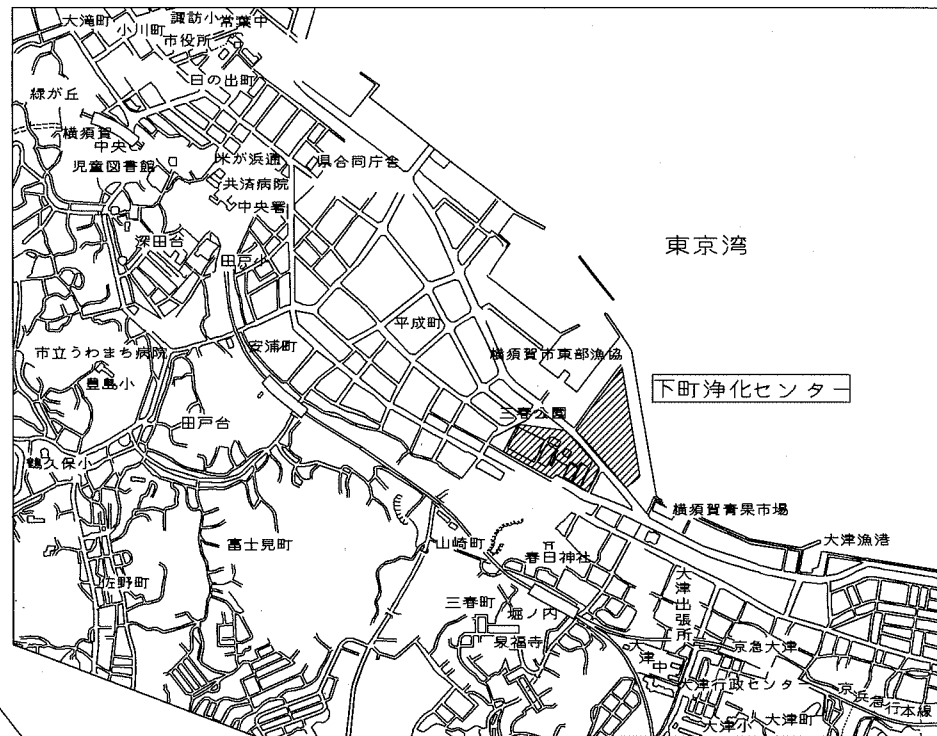 大滝町
諏訪小
常葉中
小川町
市役所
日の出町
緑が丘
横須賀
中央
児童図書館
米が浜通
県合同庁舎
共済病院
中央署
深田台
田戸小
東京湾
平成町
安浦町
市立うわまち病院
横須賀市東部漁協
豊島小
下町浄化センター
三春公園
田戸台
鶴久保小
横須賀青果市場
大津漁港
富士見町
山崎町
春日神社
佐野町
三春町
堀ノ内
泉福寺
大津出張所
大津中
京急大津
大津行政センター
京浜急行本線
大津小
大津町